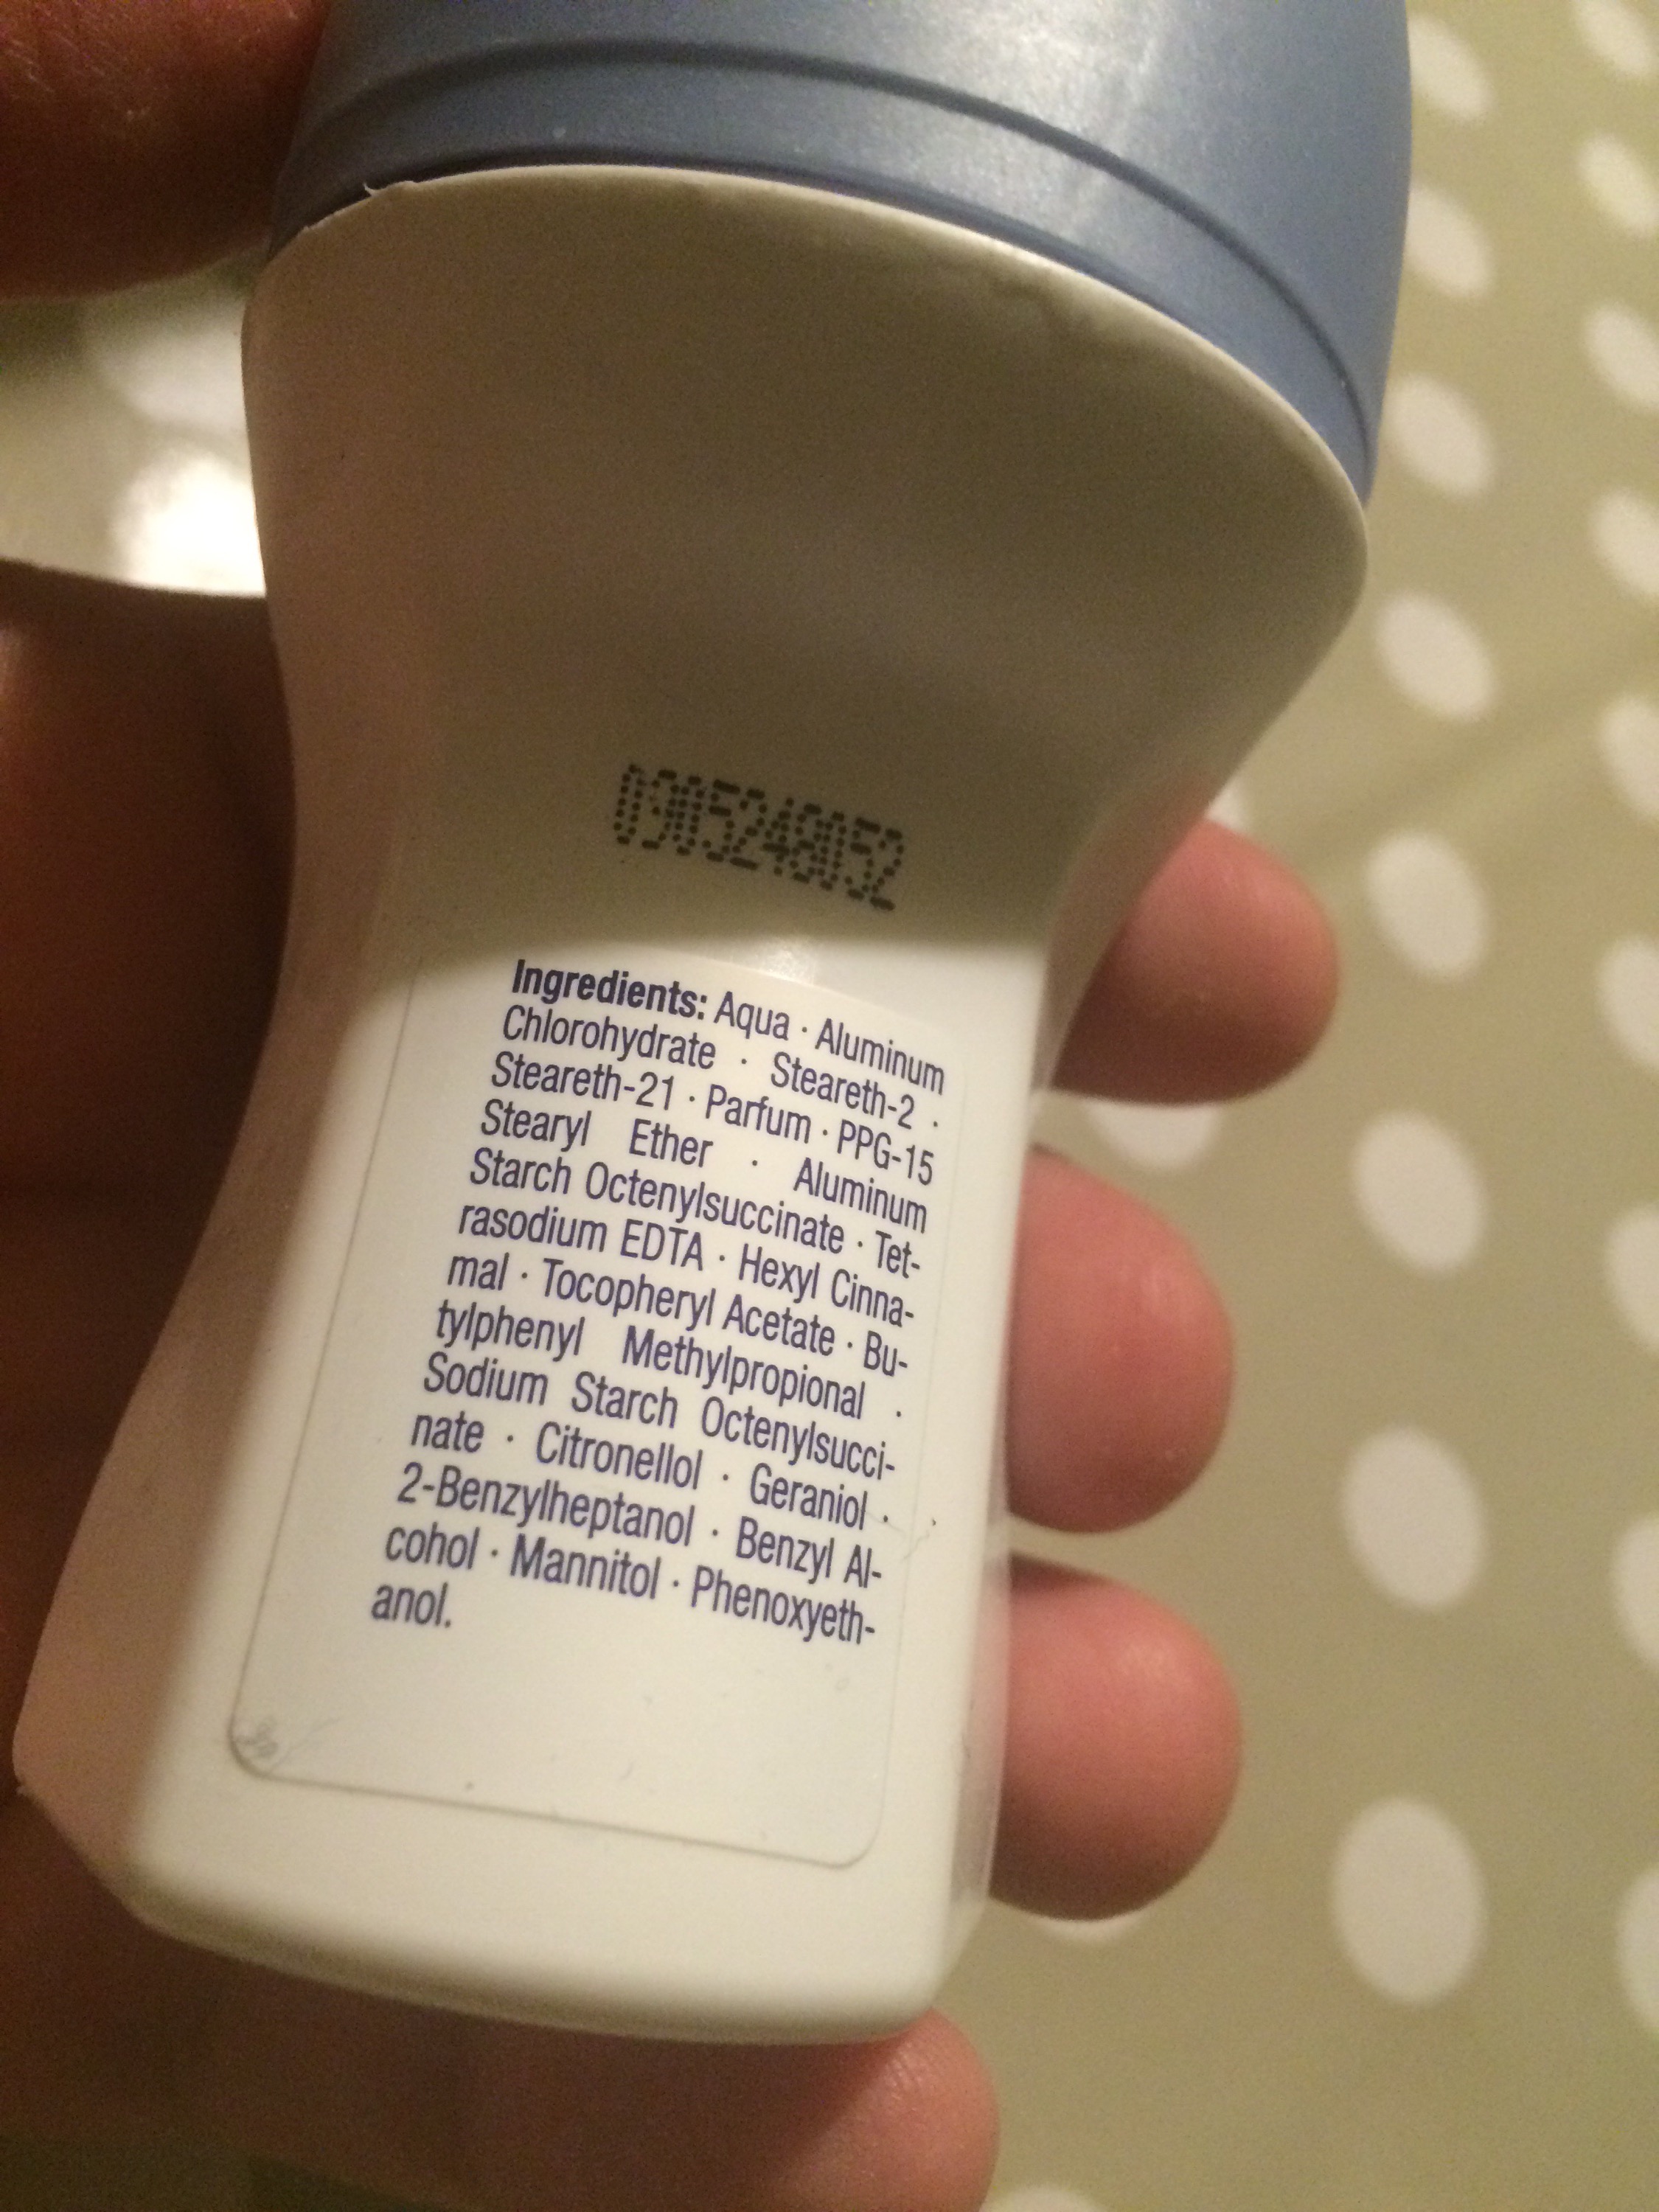 0905248052
Ingredients: Aqua · Aluminum
Chlorohydrate · Steareth-2 ·
Steareth-21 · Parfum · PPG-15
Stearyl Ether · Aluminum
Starch Octenylsuccinate · Tet-
rasodium EDTA · Hexyl Cinna-
mal · Tocopheryl Acetate · Bu-
tylphenyl Methylpropional ·
Sodium Starch Octenylsucci-
nate · Citronellol · Geraniol ·
2-Benzylheptanol · Benzyl Al-
cohol · Mannitol · Phenoxyeth-
anol.